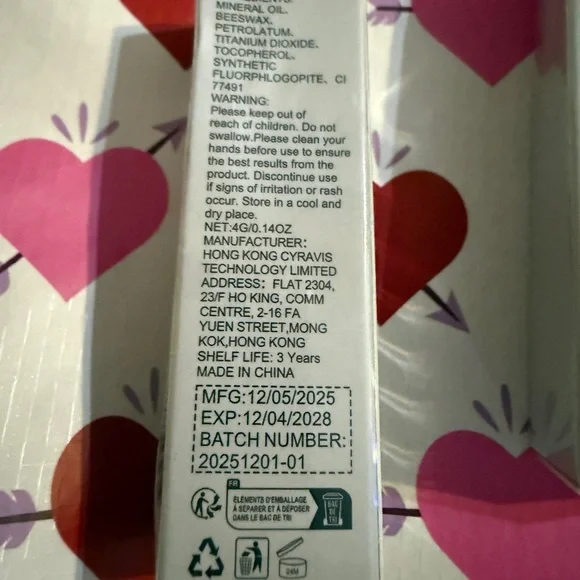 MINERAL OIL.
BEESWAX.
PETROLATUM.
TITANIUM DIOXIDE.
TOCOPHEROL.
SYNTHETIC
FLUORPHLOGOPITE、CI
77491
WARNING:
Please keep out of
reach of children. Do not
swallow.Please clean your
hands before use to ensure
the best results from the
product. Discontinue use
if signs of irritation or rash
occur. Store in a cool and
dry place.
NET:4G/0.14OZ
MANUFACTURER:
HONG KONG CYRAVIS
TECHNOLOGY LIMITED
ADDRESS: FLAT 2304,
23/F HO KING, COMM
CENTRE, 2-16 FA
YUEN STREET,MONG
KOK,HONG KONG
SHELF LIFE: 3 Years
MADE IN CHINA
MFG:12/05/2025
EXP:12/04/2028
BATCH NUMBER:
20251201-01
FR
ÉLÉMENTS D'EMBALLAGE
À SÉPARER ET À DÉPOSER
DANS LE BAC DE TRI
BAC
DE
TRI
24M